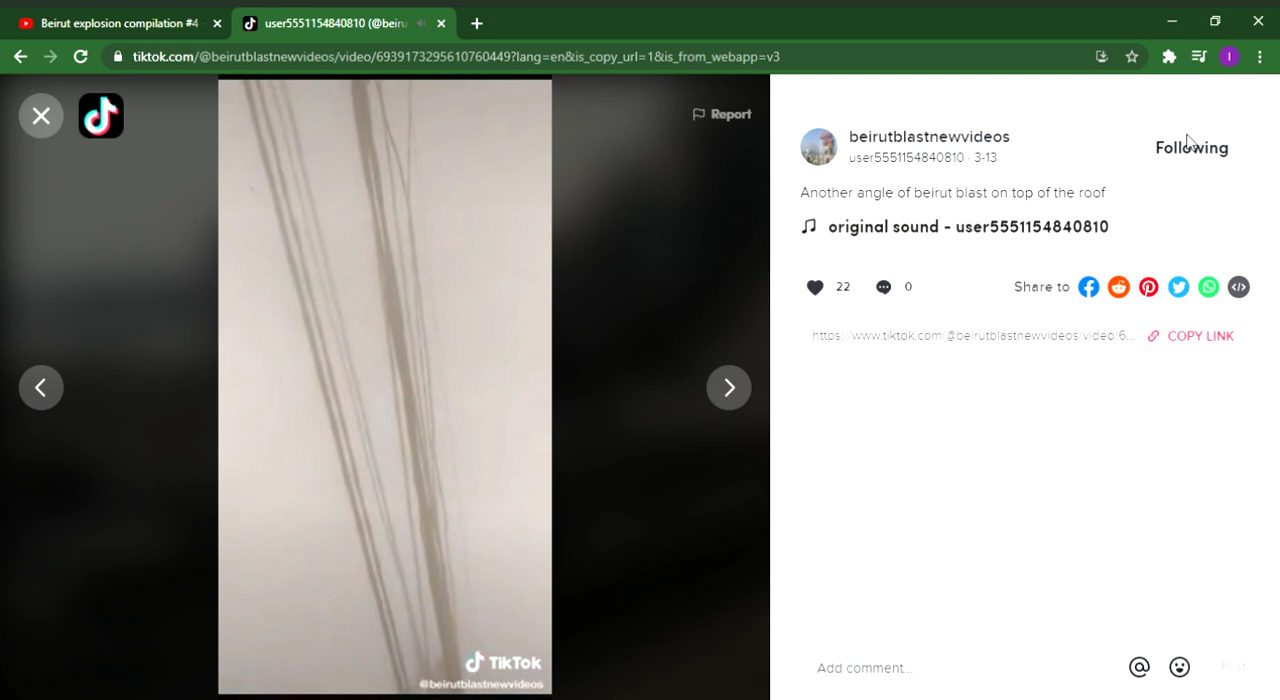 Beirut explosion compilation #4 -
user5551154840810 (@beiru
tiktok.com/@beirutblastnewvideos/video/6939173295610760449?lang=en&is_copy_url=1&is_from_webapp=v3
I
Report
beirutblastnewvideos
user5551154840810 · 3-13
Following
Another angle of beirut blast on top of the roof
original sound - user5551154840810
22
0
Share to
https://www.tiktok.com/@beirutblastnewvideos/video/6...
COPY LINK
TikTok
@beirutblastnewvideos
Add comment...
Post